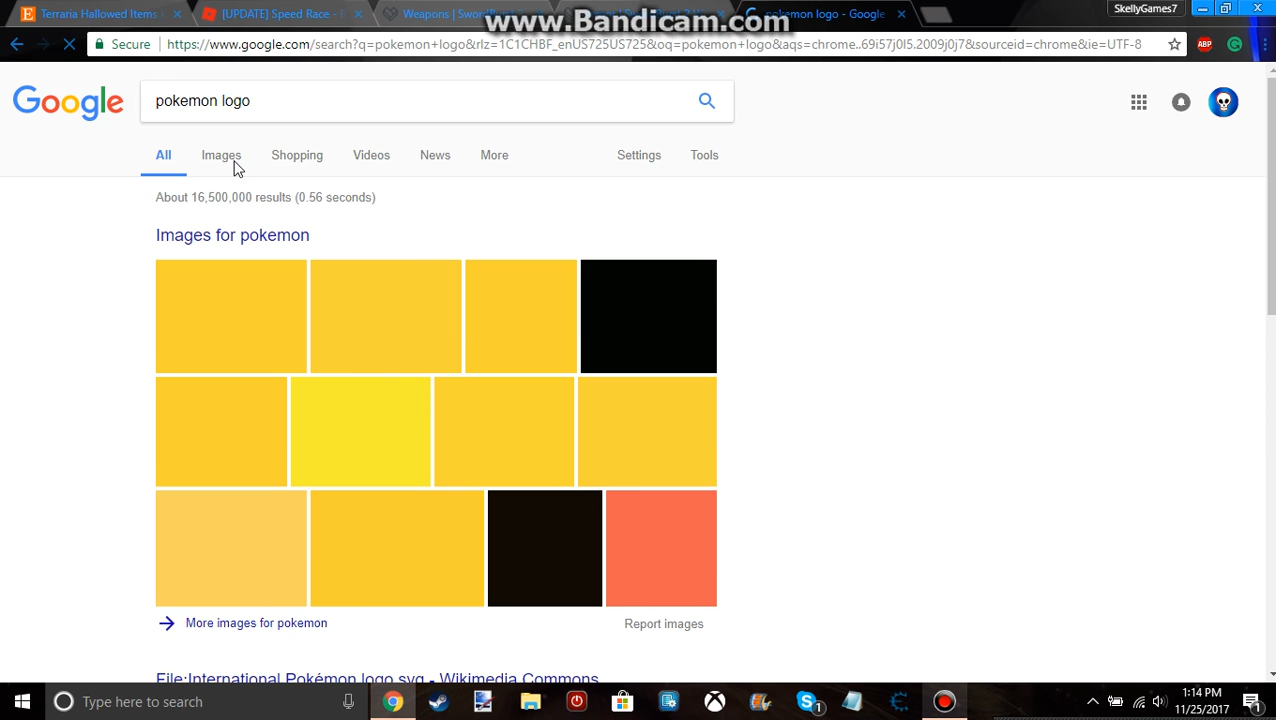 Terraria Hallowed Items
[UPDATE] Speed Race -
Weapons | Sword
pokemon logo - Google
www.Bandicam.com
SkellyGames7
Secure
https://www.google.com/search?q=pokemon+logo&rlz=1C1CHBF_enUS725US725&oq=pokemon+logo&aqs=chrome..69i57j0l5.2009j0j7&sourceid=chrome&ie=UTF-8
ABP
Google
pokemon logo
All Images Shopping Videos News More Settings Tools
About 16,500,000 results (0.56 seconds)
Images for pokemon
More images for pokemon
Report images
File:International Pokémon logo.svg - Wikimedia Commons
Type here to search
1:14 PM
11/25/2017
1
1